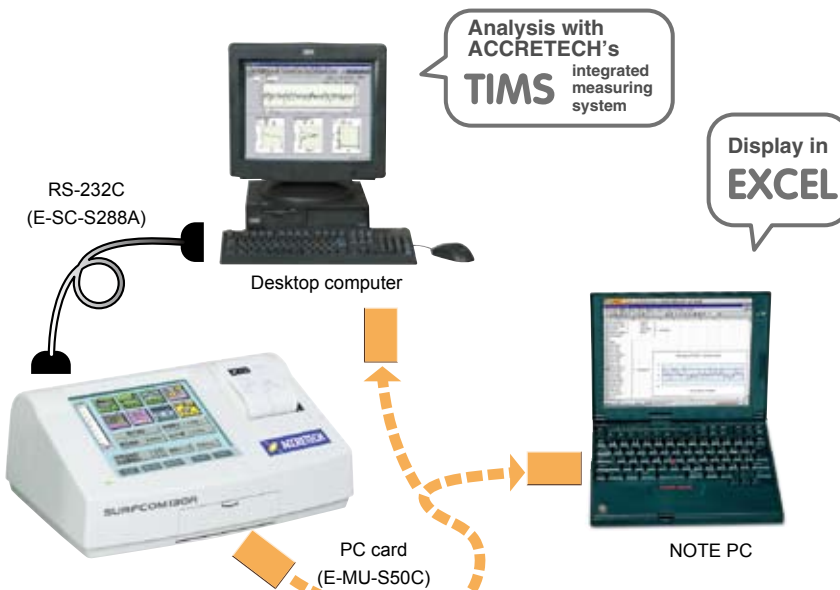 Analysis with
ACCRETECH's
TIMS
integrated
measuring
system
Display in
EXCEL
RS-232C
(E-SC-S288A)
Desktop computer
ACCRETECH
SURFCOM130A
PC card
(E-MU-S50C)
NOTE PC